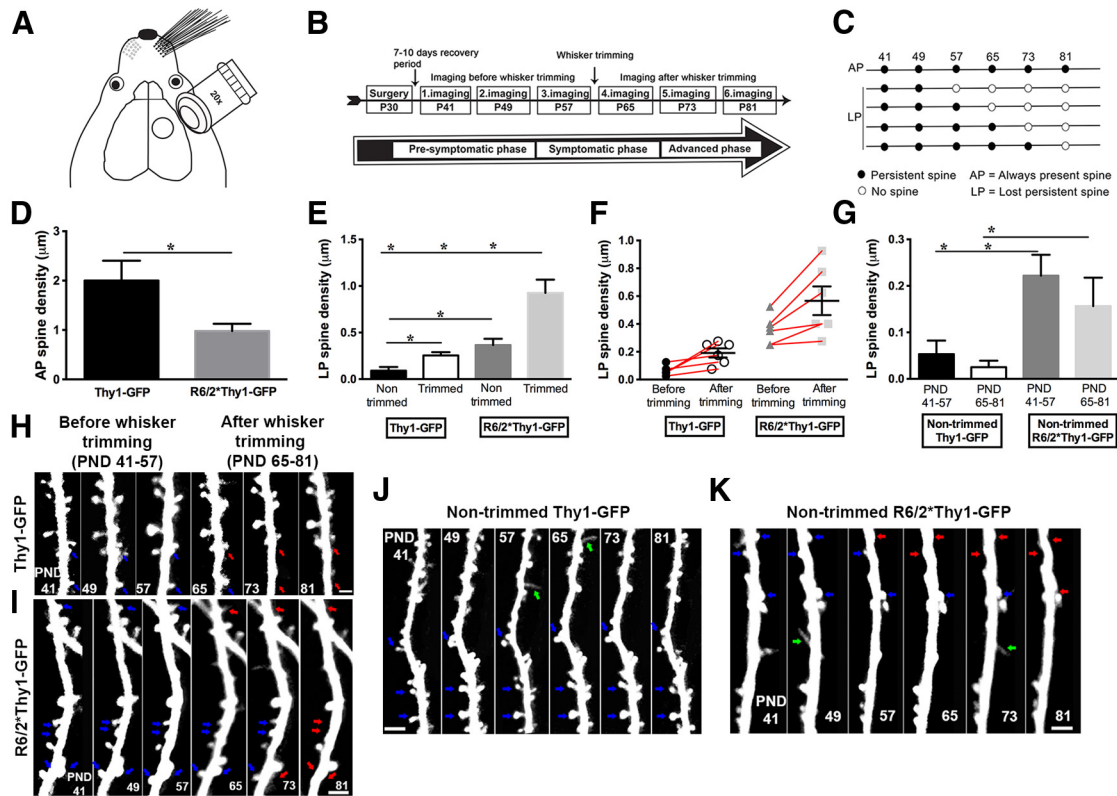 A
20x
B
7-10 days recovery
period
Whisker trimming
Imaging before whisker trimming
Imaging after whisker trimming
Surgery
P30
1.imaging
P41
2.imaging
P49
3.imaging
P57
4.imaging
P65
5.imaging
P73
6.imaging
P81
Pre-symptomatic phase
Symptomatic phase
Advanced phase
C
41 49 57 65 73 81
AP
LP
Persistent spine
No spine
AP = Always present spine
LP = Lost persistent spine
D
AP spine density (μm)
3
2
1
0
*
Thy1-GFP
R6/2*Thy1-GFP
E
LP spine density (μm)
1.5
1.0
0.5
0.0
* * * *
*
*
Non
trimmed
Trimmed
Non
trimmed
Trimmed
Thy1-GFP
R6/2*Thy1-GFP
F
LP spine density (μm)
1.0
0.8
0.6
0.4
0.2
0.0
Before
trimming
After
trimming
Before
trimming
After
trimming
Thy1-GFP
R6/2*Thy1-GFP
G
LP spine density (μm)
0.3
0.2
0.1
0.0
*
* *
PND
41-57
PND
65-81
PND
41-57
PND
65-81
Non-trimmed
Thy1-GFP
Non-trimmed
R6/2*Thy1-GFP
H
Before whisker
trimming
(PND 41-57)
After whisker
trimming
(PND 65-81)
Thy1-GFP
PND
41 49 57 65 73 81
I
R6/2*Thy1-GFP
PND
41 49 57 65 73 81
J
Non-trimmed Thy1-GFP
PND
41 49 57 65 73 81
K
Non-trimmed R6/2*Thy1-GFP
PND
41 49 57 65 73 81